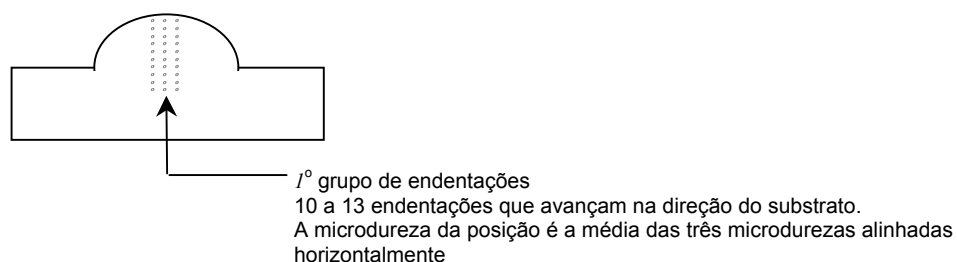 1º grupo de endentações
10 a 13 endentações que avançam na direção do substrato.
A microdureza da posição é a média das três microdurezas alinhadas
horizontalmente